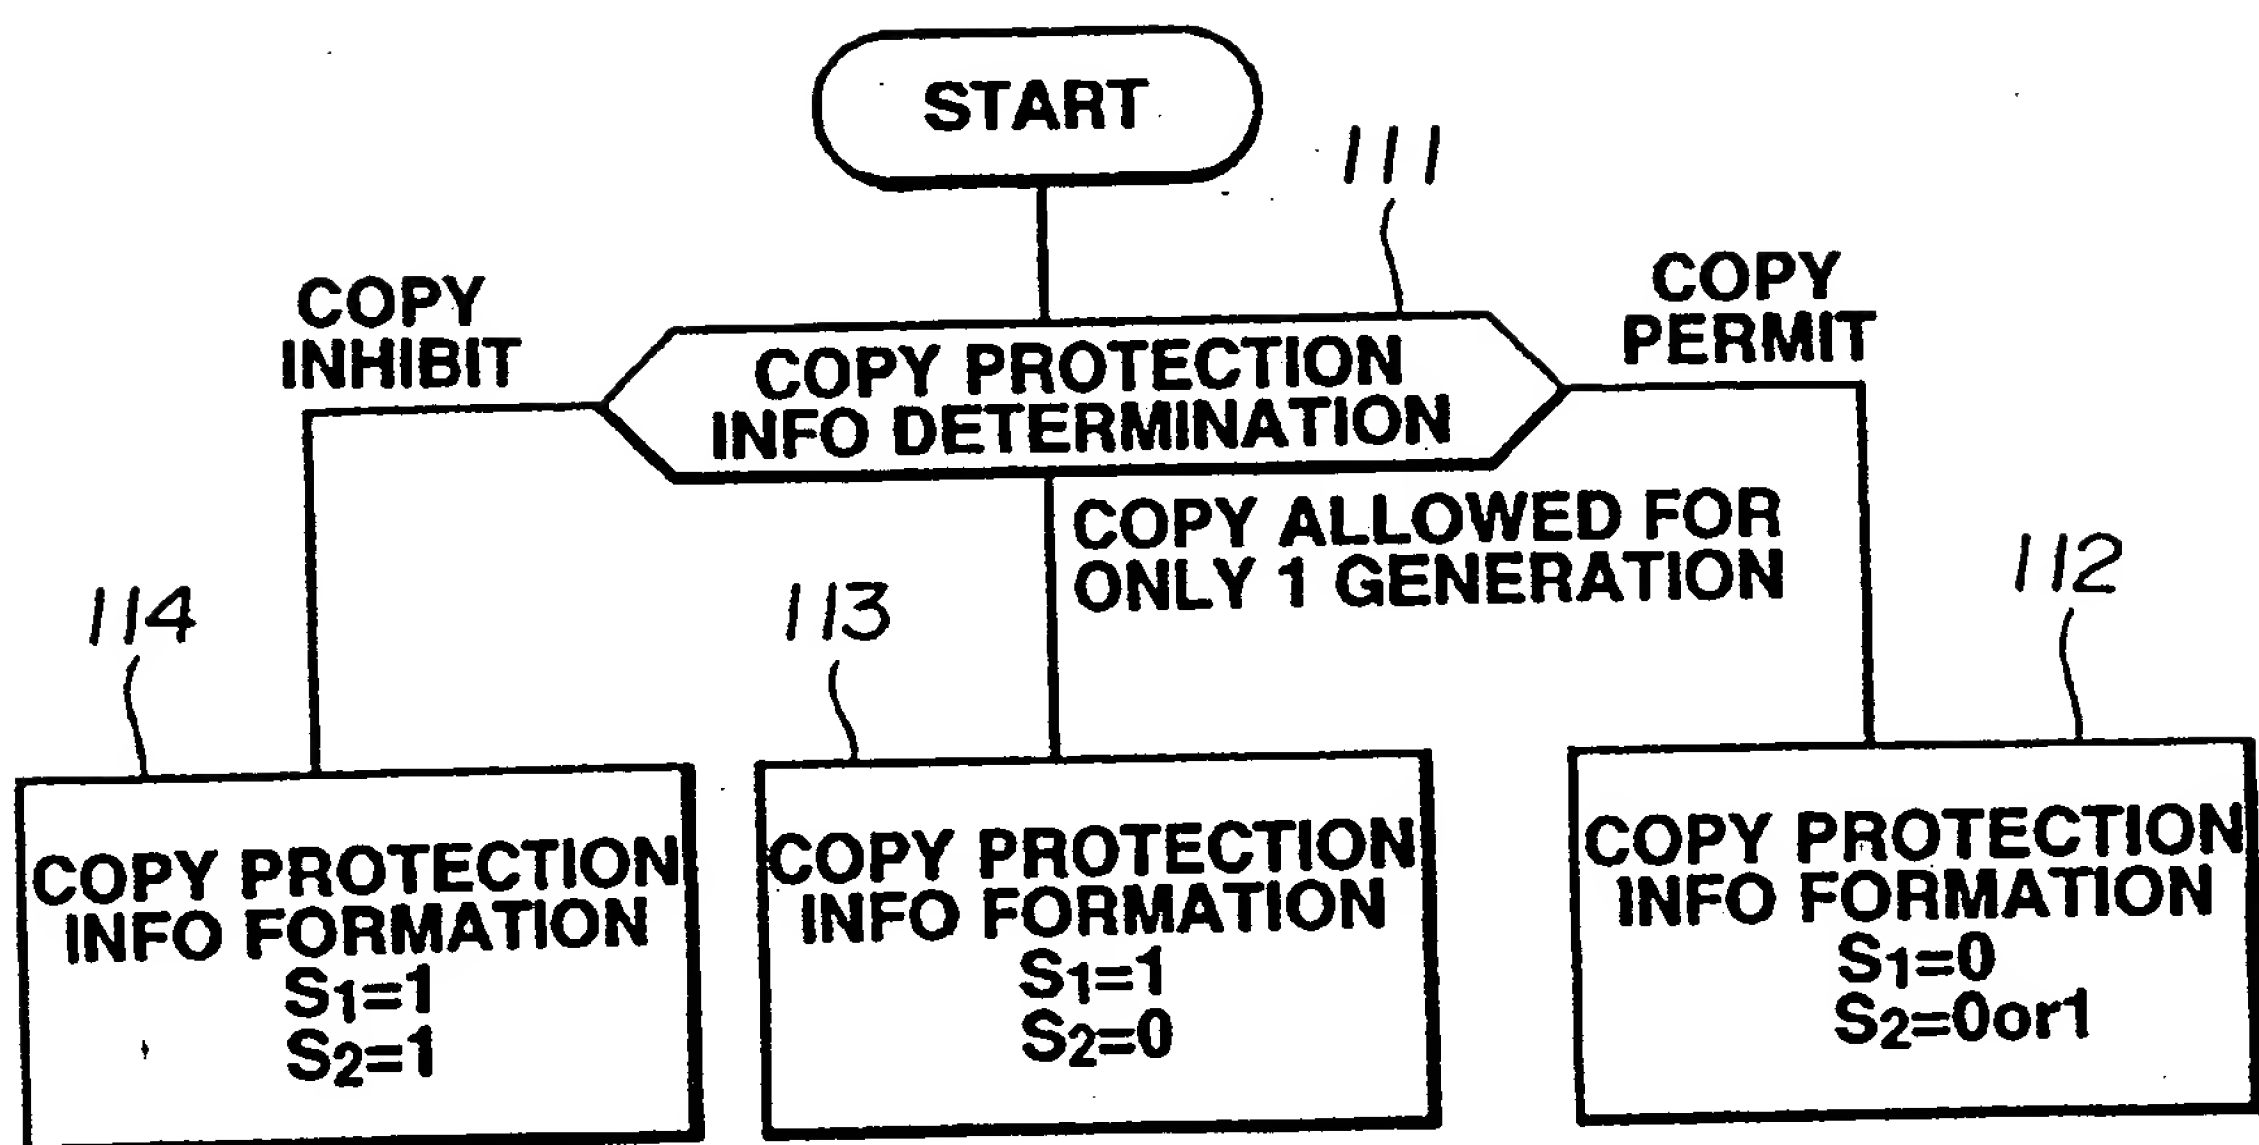 START
111
COPY
INHIBIT
COPY
PERMIT
COPY PROTECTION
INFO DETERMINATION
COPY ALLOWED FOR
ONLY 1 GENERATION
114
113
112
COPY PROTECTION
INFO FORMATION
S1=1
S2=1
COPY PROTECTION
INFO FORMATION
S1=1
S2=0
COPY PROTECTION
INFO FORMATION
S1=0
S2=0or1